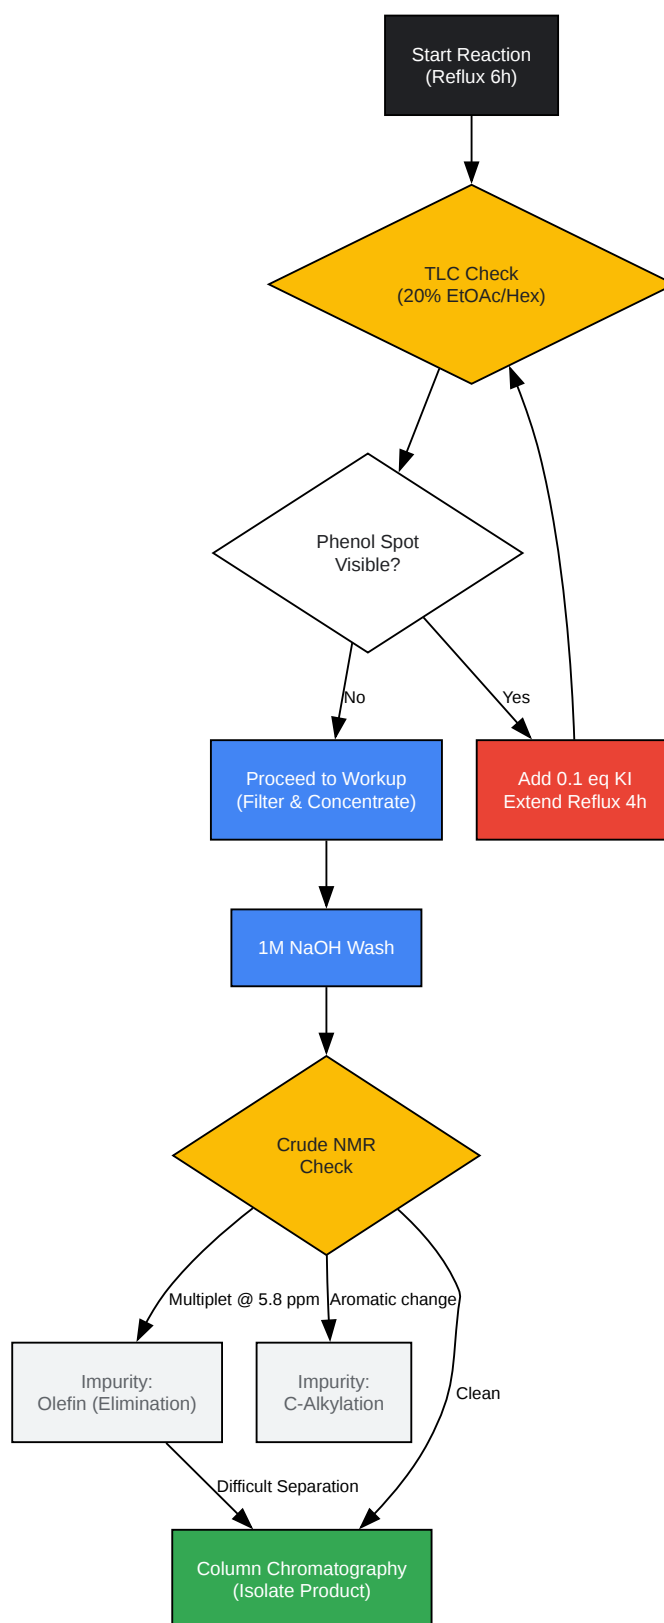 Start Reaction
(Reflux 6h)
TLC Check
(20% EtOAc/Hex)
Phenol Spot
Visible?
No
Yes
Proceed to Workup
(Filter & Concentrate)
Add 0.1 eq KI
Extend Reflux 4h
1M NaOH Wash
Crude NMR
Check
Multiplet @ 5.8 ppm
Aromatic change
Impurity:
Olefin (Elimination)
Impurity:
C-Alkylation
Clean
Difficult Separation
Column Chromatography
(Isolate Product)